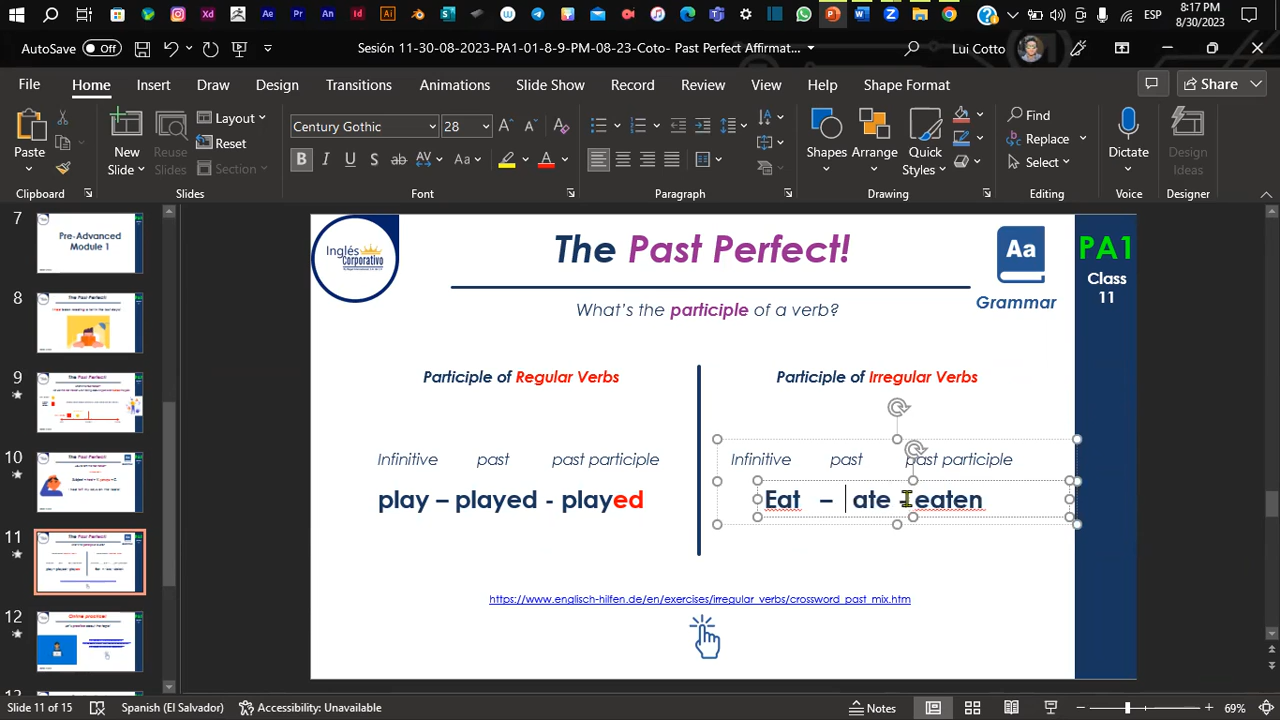 8:17 PM
ESP
8/30/2023
AutoSave Off
Sesión 11-30-08-2023-PA1-01-8-9-PM-08-23-Coto- Past Perfect Affirmat...
Lui Cotto
File Home Insert Draw Design Transitions Animations Slide Show Record Review View Help Shape Format
Share
Paste
New Slide
Reuse Slides
Layout
Reset
Section
Century Gothic 28
Shapes
Arrange
Quick Styles
Find
Replace
Select
Dictate
Design Ideas
Clipboard
Slides
Font
Paragraph
Drawing
Editing
Voice
Designer
7
Pre-Advanced
Module 1
8
9
10
11
12
Inglés
Corporativo
The Past Perfect!
What's the participle of a verb?
Aa
Grammar
PA1
Class
11
Participle of Regular Verbs
Participle of Irregular Verbs
Infinitive past past participle
play – played - played
Infinitive past past participle
Eat – ate - eaten
https://www.englisch-hilfen.de/en/exercises/irregular_verbs/crossword_past_mix.htm
Slide 11 of 15
Spanish (El Salvador)
Accessibility: Unavailable
Notes
69%